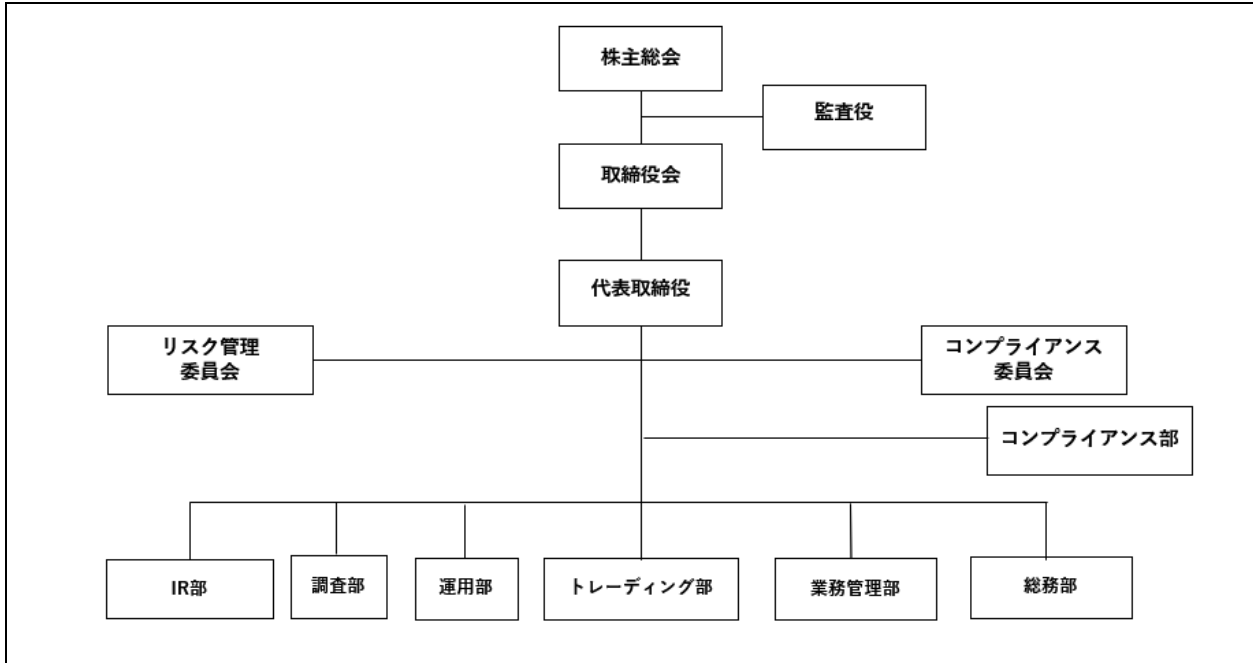 株主総会
監査役
取締役会
代表取締役
リスク管理
委員会
コンプライアンス
委員会
コンプライアンス部
IR部
調査部
運用部
トレーディング部
業務管理部
総務部